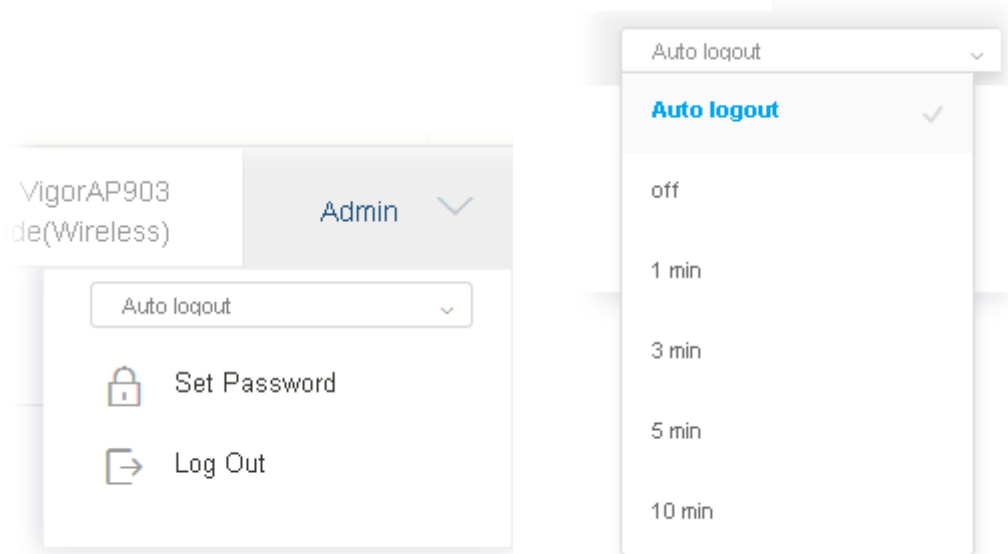 VigorAP903
de(Wireless)
Admin
Auto logout
Set Password
Log Out
Auto logout
Auto logout
off
1 min
3 min
5 min
10 min